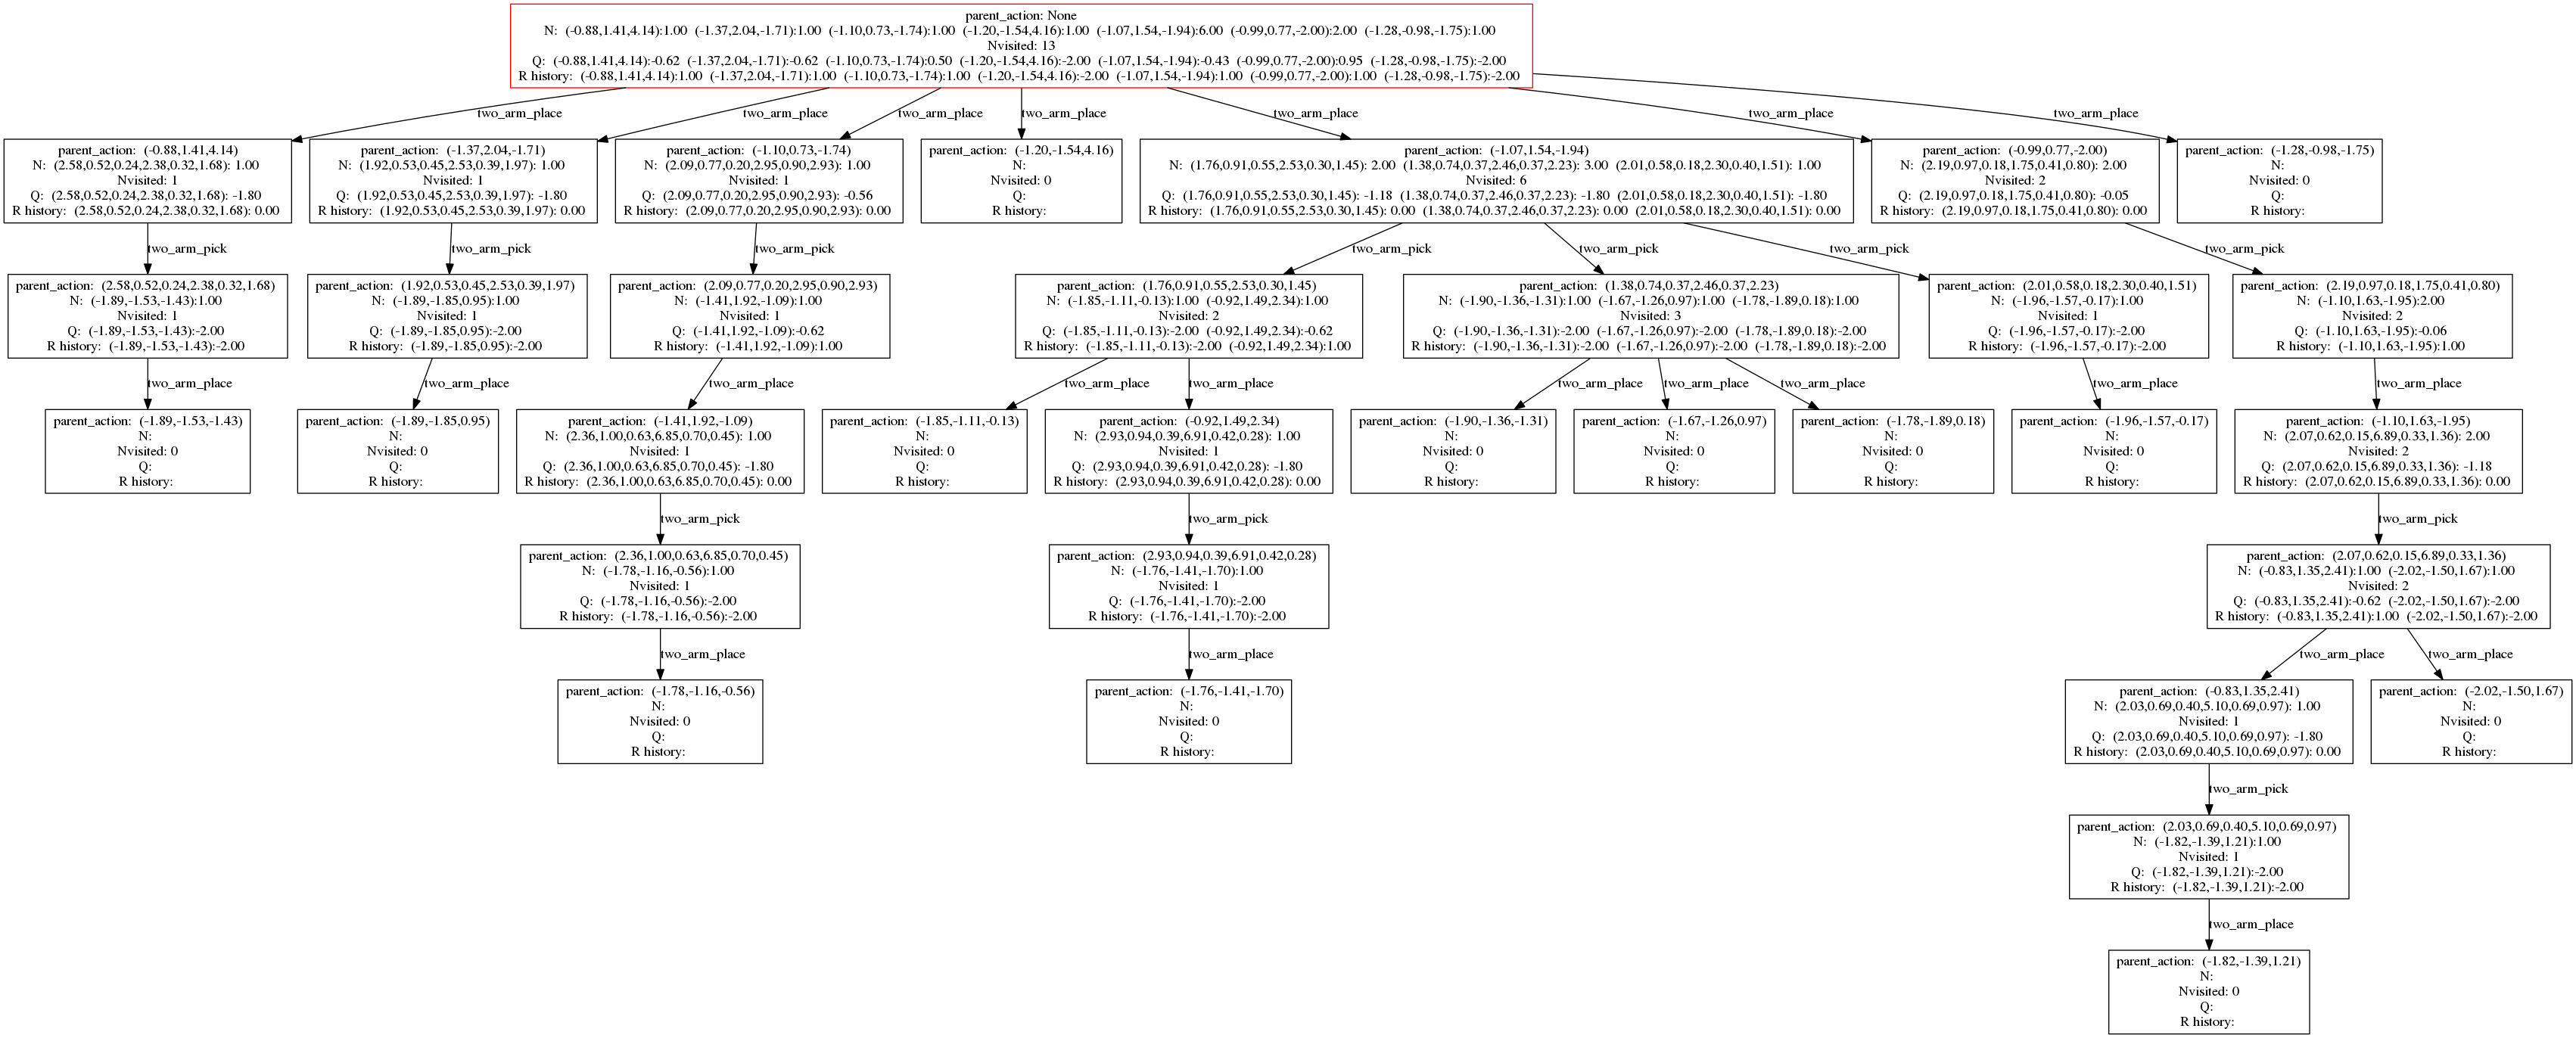 parent_action: None
N: (-0.88,1.41,4.14):1.00 (-1.37,2.04,-1.71):1.00 (-1.10,0.73,-1.74):1.00 (-1.20,-1.54,4.16):1.00 (-1.07,1.54,-1.94):6.00 (-0.99,0.77,-2.00):2.00 (-1.28,-0.98,-1.75):1.00
Nvisited: 13
Q: (-0.88,1.41,4.14):-0.62 (-1.37,2.04,-1.71):-0.62 (-1.10,0.73,-1.74):0.50 (-1.20,-1.54,4.16):-2.00 (-1.07,1.54,-1.94):-0.43 (-0.99,0.77,-2.00):0.95 (-1.28,-0.98,-1.75):-2.00
R history: (-0.88,1.41,4.14):1.00 (-1.37,2.04,-1.71):1.00 (-1.10,0.73,-1.74):1.00 (-1.20,-1.54,4.16):-2.00 (-1.07,1.54,-1.94):1.00 (-0.99,0.77,-2.00):1.00 (-1.28,-0.98,-1.75):-2.00
two_arm_place
two_arm_place
two_arm_place
two_arm_place
two_arm_place
two_arm_place
two_arm_place
parent_action: (-0.88,1.41,4.14)
N: (2.58,0.52,0.24,2.38,0.32,1.68): 1.00
Nvisited: 1
Q: (2.58,0.52,0.24,2.38,0.32,1.68): -1.80
R history: (2.58,0.52,0.24,2.38,0.32,1.68): 0.00
parent_action: (-1.37,2.04,-1.71)
N: (1.92,0.53,0.45,2.53,0.39,1.97): 1.00
Nvisited: 1
Q: (1.92,0.53,0.45,2.53,0.39,1.97): -1.80
R history: (1.92,0.53,0.45,2.53,0.39,1.97): 0.00
parent_action: (-1.10,0.73,-1.74)
N: (2.09,0.77,0.20,2.95,0.90,2.93): 1.00
Nvisited: 1
Q: (2.09,0.77,0.20,2.95,0.90,2.93): -0.56
R history: (2.09,0.77,0.20,2.95,0.90,2.93): 0.00
parent_action: (-1.20,-1.54,4.16)
N:
Nvisited: 0
Q:
R history:
parent_action: (-1.07,1.54,-1.94)
N: (1.76,0.91,0.55,2.53,0.30,1.45): 2.00 (1.38,0.74,0.37,2.46,0.37,2.23): 3.00 (2.01,0.58,0.18,2.30,0.40,1.51): 1.00
Nvisited: 6
Q: (1.76,0.91,0.55,2.53,0.30,1.45): -1.18 (1.38,0.74,0.37,2.46,0.37,2.23): -1.80 (2.01,0.58,0.18,2.30,0.40,1.51): -1.80
R history: (1.76,0.91,0.55,2.53,0.30,1.45): 0.00 (1.38,0.74,0.37,2.46,0.37,2.23): 0.00 (2.01,0.58,0.18,2.30,0.40,1.51): 0.00
parent_action: (-0.99,0.77,-2.00)
N: (2.19,0.97,0.18,1.75,0.41,0.80): 2.00
Nvisited: 2
Q: (2.19,0.97,0.18,1.75,0.41,0.80): -0.05
R history: (2.19,0.97,0.18,1.75,0.41,0.80): 0.00
parent_action: (-1.28,-0.98,-1.75)
N:
Nvisited: 0
Q:
R history:
two_arm_pick
two_arm_pick
two_arm_pick
two_arm_pick
two_arm_pick
two_arm_pick
two_arm_pick
parent_action: (2.58,0.52,0.24,2.38,0.32,1.68)
N: (-1.89,-1.53,-1.43):1.00
Nvisited: 1
Q: (-1.89,-1.53,-1.43):-2.00
R history: (-1.89,-1.53,-1.43):-2.00
parent_action: (1.92,0.53,0.45,2.53,0.39,1.97)
N: (-1.89,-1.85,0.95):1.00
Nvisited: 1
Q: (-1.89,-1.85,0.95):-2.00
R history: (-1.89,-1.85,0.95):-2.00
parent_action: (2.09,0.77,0.20,2.95,0.90,2.93)
N: (-1.41,1.92,-1.09):1.00
Nvisited: 1
Q: (-1.41,1.92,-1.09):-0.62
R history: (-1.41,1.92,-1.09):1.00
parent_action: (1.76,0.91,0.55,2.53,0.30,1.45)
N: (-1.85,-1.11,-0.13):1.00 (-0.92,1.49,2.34):1.00
Nvisited: 2
Q: (-1.85,-1.11,-0.13):-2.00 (-0.92,1.49,2.34):-0.62
R history: (-1.85,-1.11,-0.13):-2.00 (-0.92,1.49,2.34):1.00
parent_action: (1.38,0.74,0.37,2.46,0.37,2.23)
N: (-1.90,-1.36,-1.31):1.00 (-1.67,-1.26,0.97):1.00 (-1.78,-1.89,0.18):1.00
Nvisited: 3
Q: (-1.90,-1.36,-1.31):-2.00 (-1.67,-1.26,0.97):-2.00 (-1.78,-1.89,0.18):-2.00
R history: (-1.90,-1.36,-1.31):-2.00 (-1.67,-1.26,0.97):-2.00 (-1.78,-1.89,0.18):-2.00
parent_action: (2.01,0.58,0.18,2.30,0.40,1.51)
N: (-1.96,-1.57,-0.17):1.00
Nvisited: 1
Q: (-1.96,-1.57,-0.17):-2.00
R history: (-1.96,-1.57,-0.17):-2.00
parent_action: (2.19,0.97,0.18,1.75,0.41,0.80)
N: (-1.10,1.63,-1.95):2.00
Nvisited: 2
Q: (-1.10,1.63,-1.95):-0.06
R history: (-1.10,1.63,-1.95):1.00
two_arm_place
two_arm_place
two_arm_place
two_arm_place
two_arm_place
two_arm_place
two_arm_place
two_arm_place
two_arm_place
two_arm_place
parent_action: (-1.89,-1.53,-1.43)
N:
Nvisited: 0
Q:
R history:
parent_action: (-1.89,-1.85,0.95)
N:
Nvisited: 0
Q:
R history:
parent_action: (-1.41,1.92,-1.09)
N: (2.36,1.00,0.63,6.85,0.70,0.45): 1.00
Nvisited: 1
Q: (2.36,1.00,0.63,6.85,0.70,0.45): -1.80
R history: (2.36,1.00,0.63,6.85,0.70,0.45): 0.00
parent_action: (-1.85,-1.11,-0.13)
N:
Nvisited: 0
Q:
R history:
parent_action: (-0.92,1.49,2.34)
N: (2.93,0.94,0.39,6.91,0.42,0.28): 1.00
Nvisited: 1
Q: (2.93,0.94,0.39,6.91,0.42,0.28): -1.80
R history: (2.93,0.94,0.39,6.91,0.42,0.28): 0.00
parent_action: (-1.90,-1.36,-1.31)
N:
Nvisited: 0
Q:
R history:
parent_action: (-1.67,-1.26,0.97)
N:
Nvisited: 0
Q:
R history:
parent_action: (-1.78,-1.89,0.18)
N:
Nvisited: 0
Q:
R history:
parent_action: (-1.96,-1.57,-0.17)
N:
Nvisited: 0
Q:
R history:
parent_action: (-1.10,1.63,-1.95)
N: (2.07,0.62,0.15,6.89,0.33,1.36): 2.00
Nvisited: 2
Q: (2.07,0.62,0.15,6.89,0.33,1.36): -1.18
R history: (2.07,0.62,0.15,6.89,0.33,1.36): 0.00
two_arm_pick
two_arm_pick
two_arm_pick
parent_action: (2.36,1.00,0.63,6.85,0.70,0.45)
N: (-1.78,-1.16,-0.56):1.00
Nvisited: 1
Q: (-1.78,-1.16,-0.56):-2.00
R history: (-1.78,-1.16,-0.56):-2.00
parent_action: (2.93,0.94,0.39,6.91,0.42,0.28)
N: (-1.76,-1.41,-1.70):1.00
Nvisited: 1
Q: (-1.76,-1.41,-1.70):-2.00
R history: (-1.76,-1.41,-1.70):-2.00
parent_action: (2.07,0.62,0.15,6.89,0.33,1.36)
N: (-0.83,1.35,2.41):1.00 (-2.02,-1.50,1.67):1.00
Nvisited: 2
Q: (-0.83,1.35,2.41):-0.62 (-2.02,-1.50,1.67):-2.00
R history: (-0.83,1.35,2.41):1.00 (-2.02,-1.50,1.67):-2.00
two_arm_place
two_arm_place
two_arm_place
two_arm_place
parent_action: (-1.78,-1.16,-0.56)
N:
Nvisited: 0
Q:
R history:
parent_action: (-1.76,-1.41,-1.70)
N:
Nvisited: 0
Q:
R history:
parent_action: (-0.83,1.35,2.41)
N: (2.03,0.69,0.40,5.10,0.69,0.97): 1.00
Nvisited: 1
Q: (2.03,0.69,0.40,5.10,0.69,0.97): -1.80
R history: (2.03,0.69,0.40,5.10,0.69,0.97): 0.00
parent_action: (-2.02,-1.50,1.67)
N:
Nvisited: 0
Q:
R history:
two_arm_pick
parent_action: (2.03,0.69,0.40,5.10,0.69,0.97)
N: (-1.82,-1.39,1.21):1.00
Nvisited: 1
Q: (-1.82,-1.39,1.21):-2.00
R history: (-1.82,-1.39,1.21):-2.00
two_arm_place
parent_action: (-1.82,-1.39,1.21)
N:
Nvisited: 0
Q:
R history: